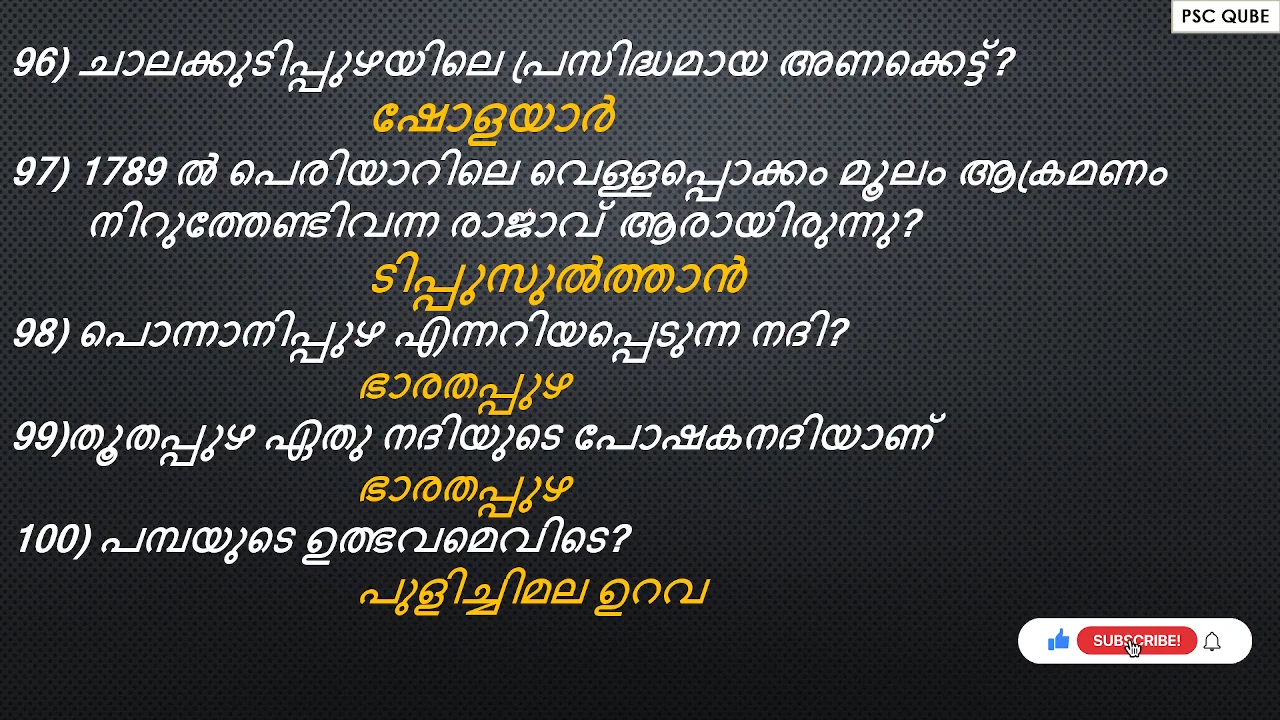 PSC QUBE
96) ചാലക്കുടിപ്പുഴയിലെ പ്രസിദ്ധമായ അണക്കെട്ട്?
ഷോളയാർ
97) 1789 ൽ പെരിയാറിലെ വെള്ളപ്പൊക്കം മൂലം ആക്രമണം
നിറുത്തേണ്ടിവന്ന രാജാവ് ആരായിരുന്നു?
ടിപ്പുസുൽത്താൻ
98) പൊന്നാനിപ്പുഴ എന്നറിയപ്പെടുന്ന നദി?
ഭാരതപ്പുഴ
99)തൂതപ്പുഴ ഏതു നദിയുടെ പോഷകനദിയാണ്
ഭാരതപ്പുഴ
100) പമ്പയുടെ ഉത്ഭവമെവിടെ?
പുളിച്ചിമല ഉറവ
SUBSCRIBE!